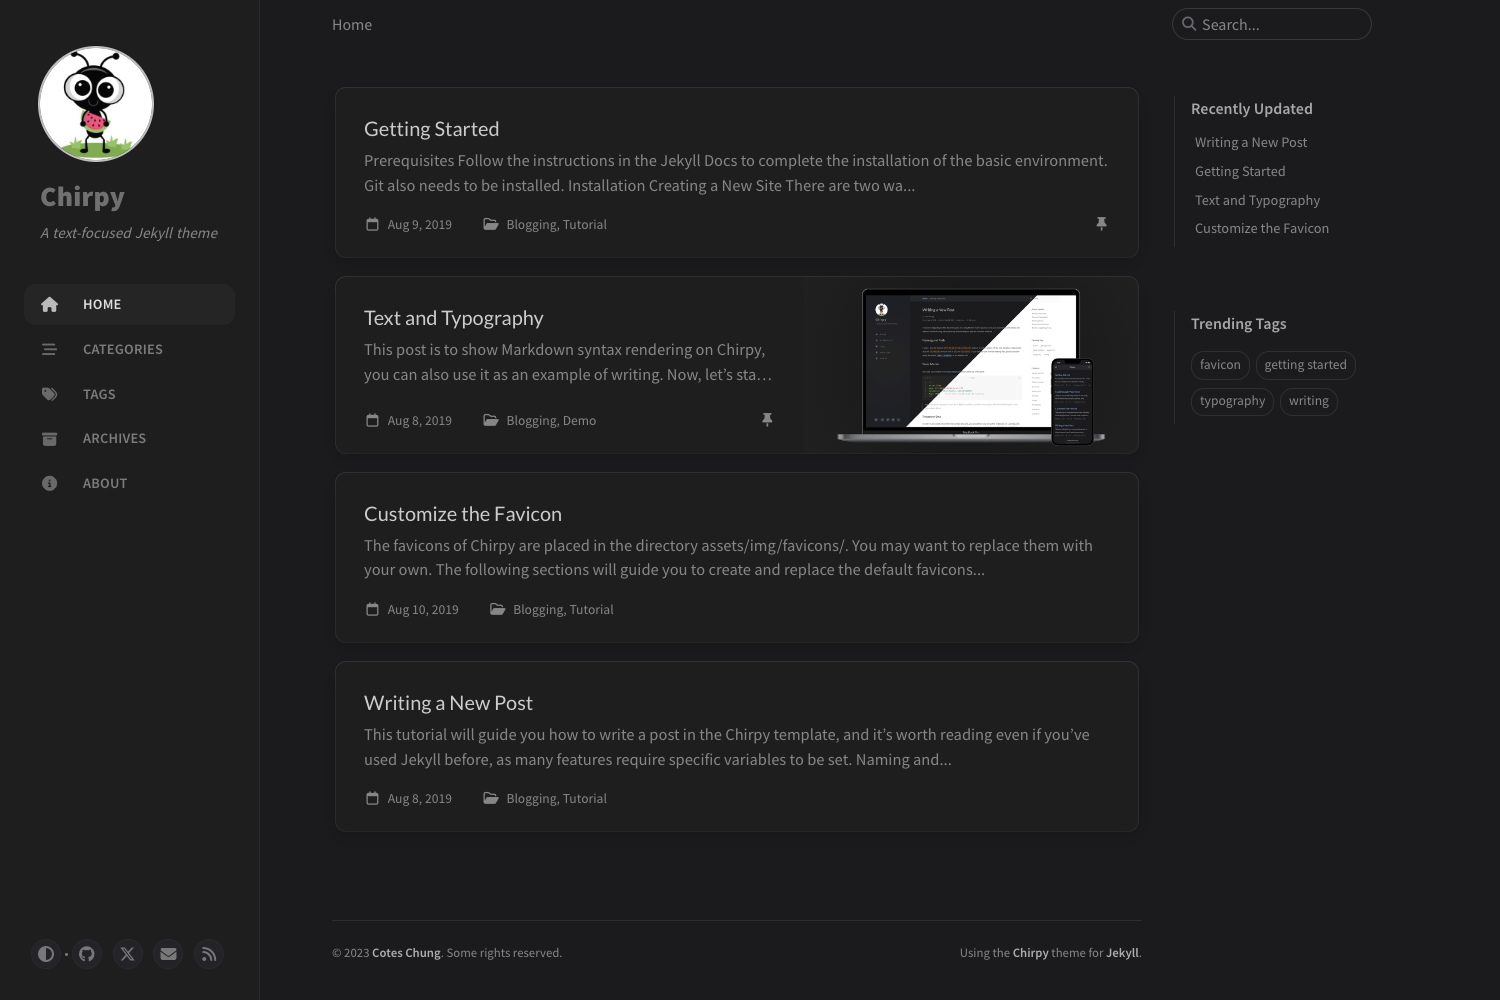 Chirpy
A text-focused Jekyll theme
HOME
CATEGORIES
TAGS
ARCHIVES
ABOUT
Home
Search...
Getting Started
Prerequisites Follow the instructions in the Jekyll Docs to complete the installation of the basic environment.
Git also needs to be installed. Installation Creating a New Site There are two wa...
Aug 9, 2019 Blogging, Tutorial
Text and Typography
This post is to show Markdown syntax rendering on Chirpy,
you can also use it as an example of writing. Now, let’s sta…
Aug 8, 2019 Blogging, Demo
Customize the Favicon
The favicons of Chirpy are placed in the directory assets/img/favicons/. You may want to replace them with
your own. The following sections will guide you to create and replace the default favicons...
Aug 10, 2019 Blogging, Tutorial
Writing a New Post
This tutorial will guide you how to write a post in the Chirpy template, and it’s worth reading even if you’ve
used Jekyll before, as many features require specific variables to be set. Naming and...
Aug 8, 2019 Blogging, Tutorial
Recently Updated
Writing a New Post
Getting Started
Text and Typography
Customize the Favicon
Trending Tags
favicon getting started
typography writing
© 2023 Cotes Chung. Some rights reserved.
Using the Chirpy theme for Jekyll.